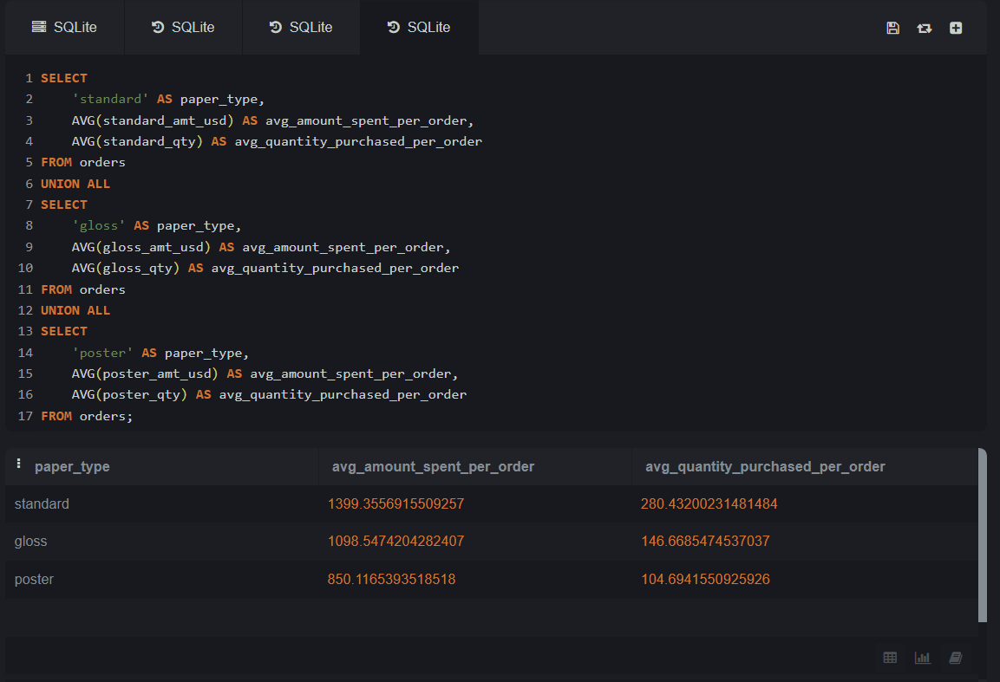 SQLite SQLite SQLite SQLite
1 SELECT
2 'standard' AS paper_type,
3 AVG(standard_amt_usd) AS avg_amount_spent_per_order,
4 AVG(standard_qty) AS avg_quantity_purchased_per_order
5 FROM orders
6 UNION ALL
7 SELECT
8 'gloss' AS paper_type,
9 AVG(gloss_amt_usd) AS avg_amount_spent_per_order,
10 AVG(gloss_qty) AS avg_quantity_purchased_per_order
11 FROM orders
12 UNION ALL
13 SELECT
14 'poster' AS paper_type,
15 AVG(poster_amt_usd) AS avg_amount_spent_per_order,
16 AVG(poster_qty) AS avg_quantity_purchased_per_order
17 FROM orders;
paper_type avg_amount_spent_per_order avg_quantity_purchased_per_order
standard 1399.3556915509257 280.43200231481484
gloss 1098.5474204282407 146.6685474537037
poster 850.1165393518518 104.6941550925926